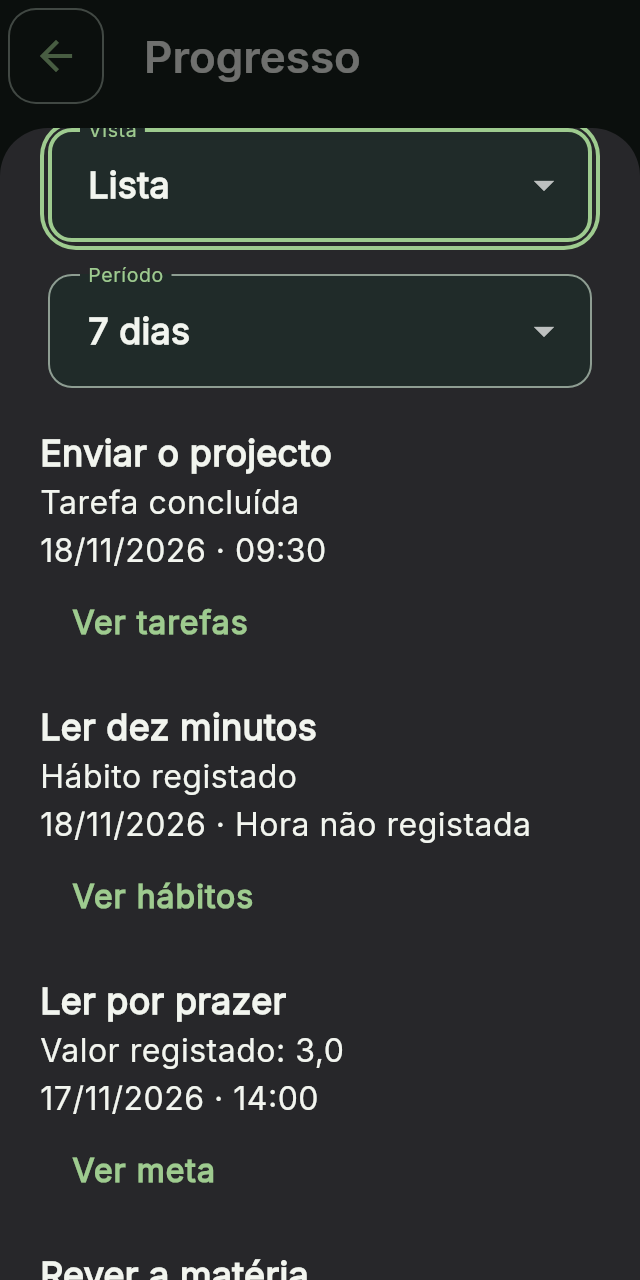 Progresso
Vista
Lista
Período
7 dias
Enviar o projecto
Tarefa concluída
18/11/2026 · 09:30
Ver tarefas
Ler dez minutos
Hábito registado
18/11/2026 · Hora não registada
Ver hábitos
Ler por prazer
Valor registado: 3,0
17/11/2026 · 14:00
Ver meta
Rever a matéria